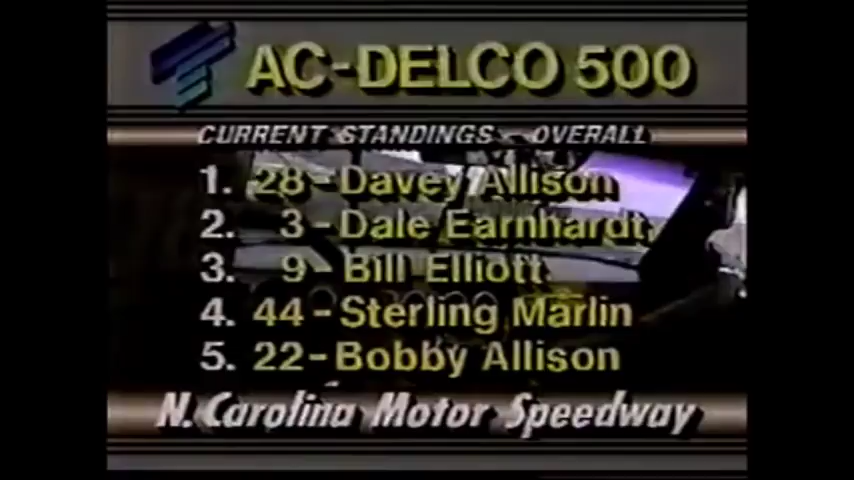 AC-DELCO 500
CURRENT STANDINGS - OVERALL
1. 28-Davey Allison
2. 3-Dale Earnhardt
3. 9-Bill Elliott
4. 44-Sterling Marlin
5. 22-Bobby Allison
N. Carolina Motor Speedway